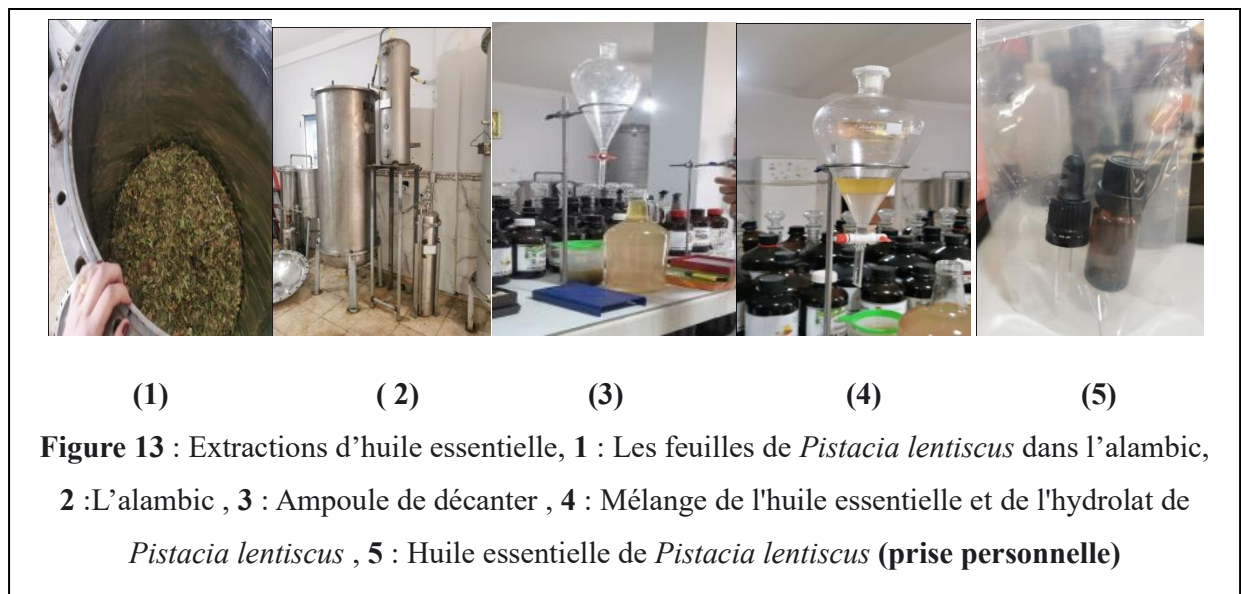 (1) ( 2) (3) (4) (5)
Figure 13 : Extractions d’huile essentielle, 1 : Les feuilles de Pistacia lentiscus dans l’alambic,
2 :L’alambic , 3 : Ampoule de décanter , 4 : Mélange de l'huile essentielle et de l'hydrolat de
Pistacia lentiscus , 5 : Huile essentielle de Pistacia lentiscus (prise personnelle)